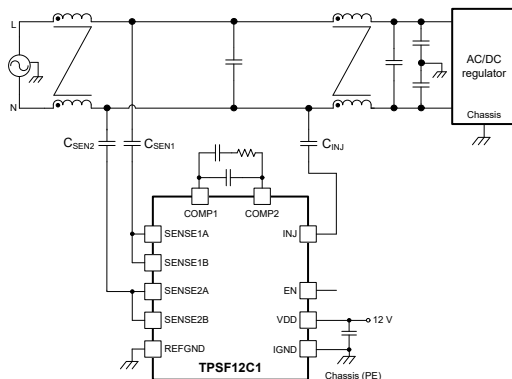 L
N
AC/DC
regulator
Chassis
CSEN2
CSEN1
CINJ
COMP1
COMP2
SENSE1A
SENSE1B
SENSE2A
SENSE2B
REFGND
INJ
EN
VDD
IGND
12 V
TPSF12C1
Chassis (PE)